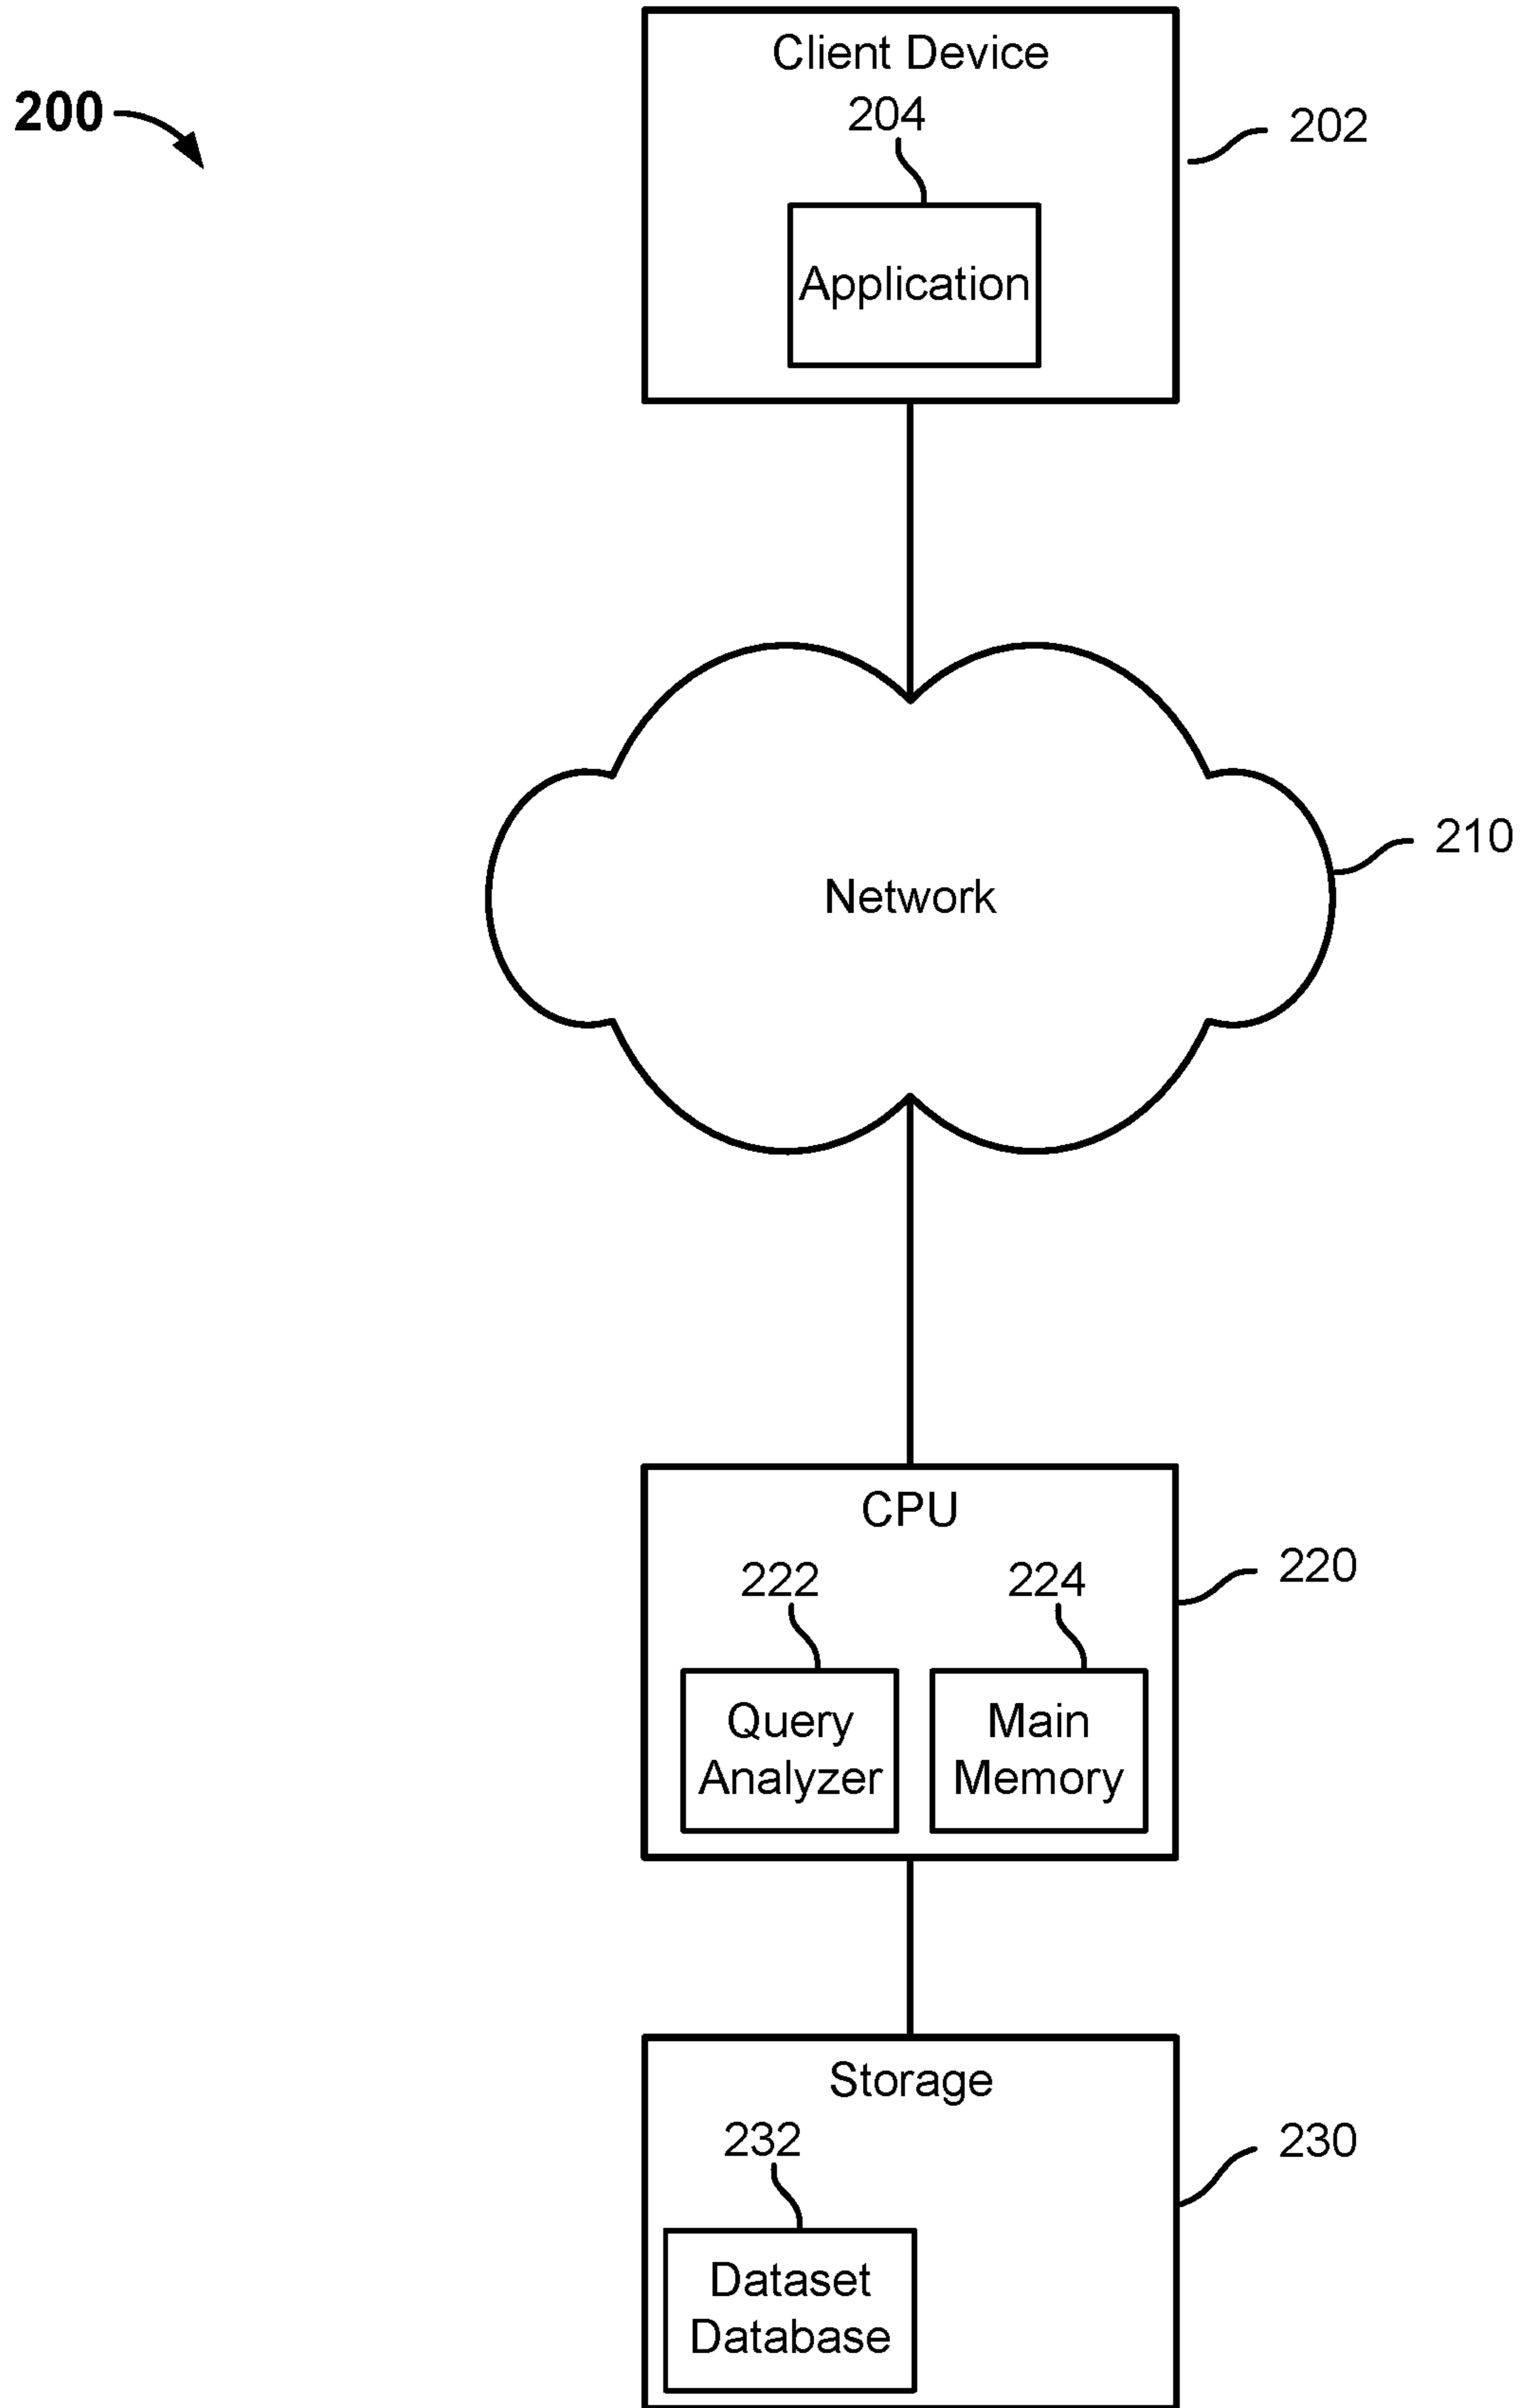 Client Device
200
204
202
Application
210
Network
CPU
222
224
220
Query
Analyzer
Main
Memory
Storage
232
230
Dataset
Database